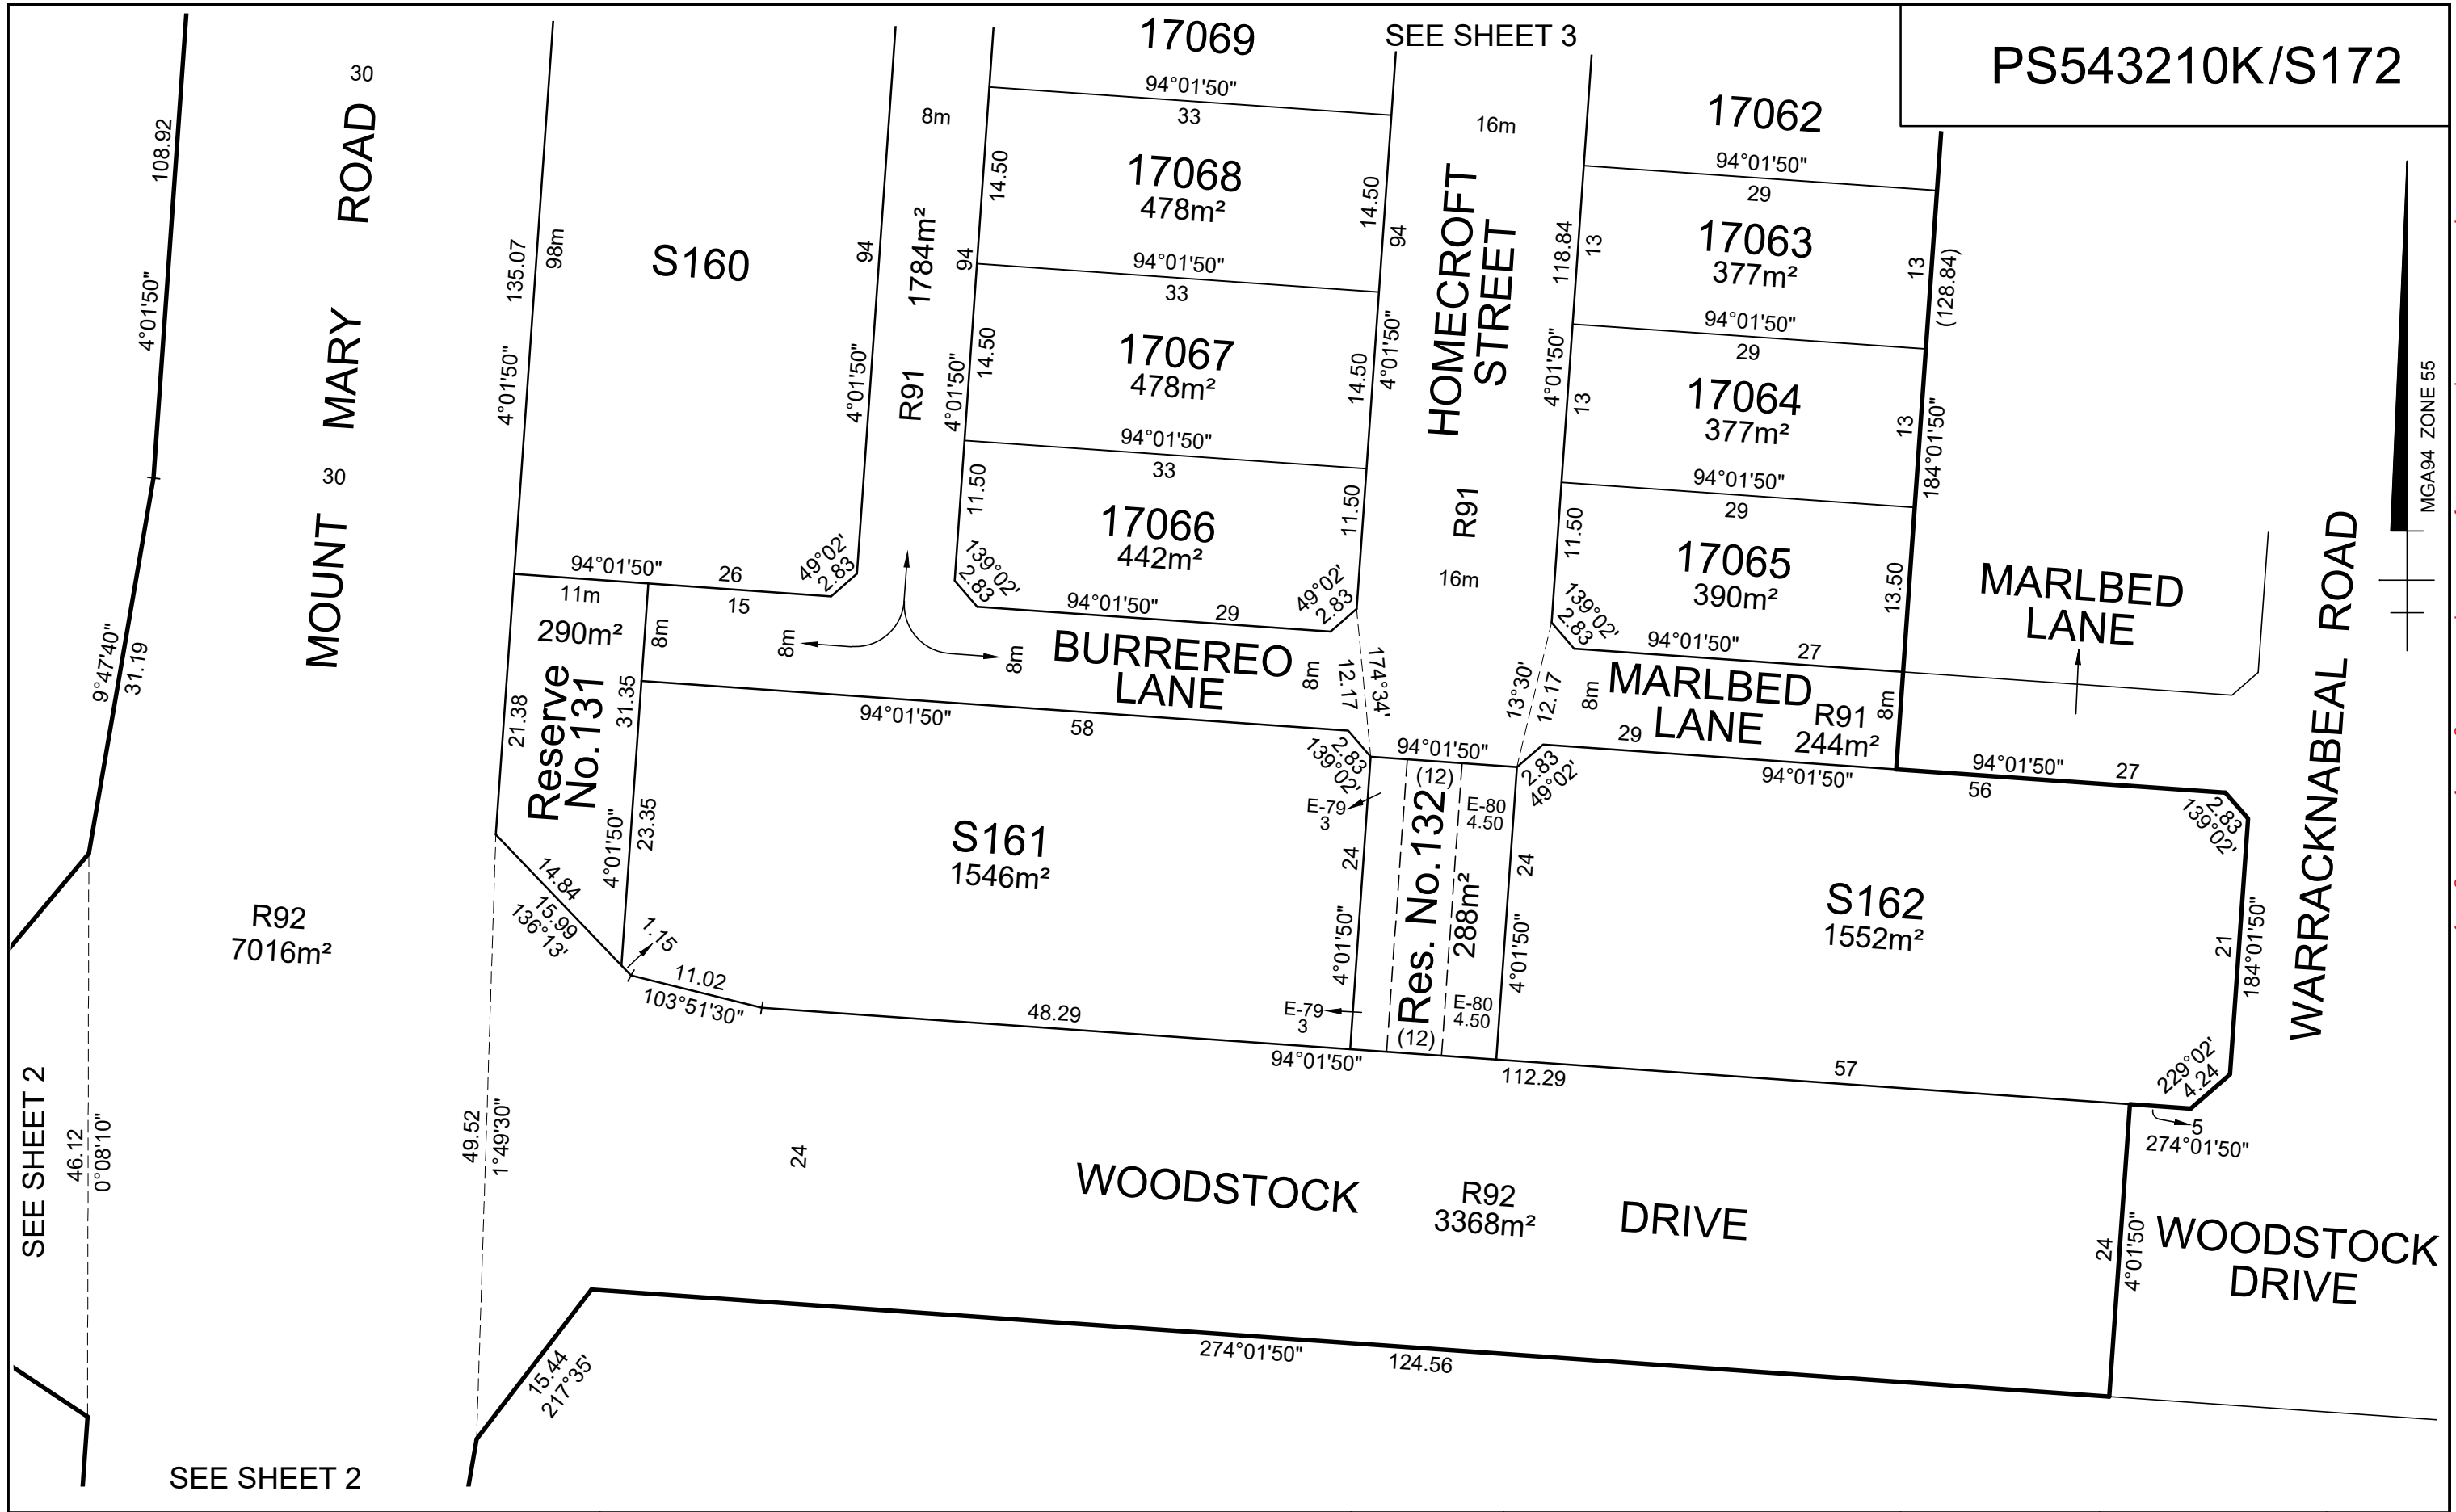 PS543210K/S172
SEE SHEET 3
17069
94°01'50"
33
17068
478m²
14.50
14.50
94°01'50"
33
17067
478m²
14.50
14.50
94°01'50"
33
17066
442m²
11.50
11.50
139°02'
2.83
94°01'50"
29
49°02'
2.83
108.92
4°01'50"
9°47'40"
31.19
30
MOUNT MARY ROAD
30
135.07
98m
4°01'50"
S160
94
4°01'50"
8m
1784m²
R91
94
4°01'50"
94°01'50"
26
49°02'
2.83
11m
15
290m²
8m
8m
8m
Reserve
No.131
21.38
31.35
23.35
4°01'50"
14.84
15.99
136°13'
1.15
BURREREO
LANE
8m
12.17
174°34'
16m
HOMECROFT
STREET
94
4°01'50"
R91
16m
118.84
4°01'50"
17062
94°01'50"
29
17063
377m²
13
13
(128.84)
94°01'50"
29
17064
377m²
13
13
184°01'50"
94°01'50"
29
17065
390m²
11.50
13.50
139°02'
2.83
94°01'50"
27
13°30'
12.17
8m
MARLBED
LANE
R91
244m²
8m
MARLBED
LANE
WARRACKNABEAL ROAD
MGA94 ZONE 55
94°01'50"
58
2.83
139°02'
S161
1546m²
94°01'50"
(12)
E-79
3
E-80
4.50
24
4°01'50"
Res. No.132
288m²
24
4°01'50"
E-79
3
E-80
4.50
(12)
2.83
49°02'
29
94°01'50"
56
94°01'50"
27
2.83
139°02'
S162
1552m²
21
184°01'50"
229°02'
4.24
5
274°01'50"
57
112.29
94°01'50"
48.29
11.02
103°51'30"
R92
7016m²
SEE SHEET 2
46.12
0°08'10"
49.52
1°49'30"
24
WOODSTOCK DRIVE
R92
3368m²
24
4°01'50"
WOODSTOCK
DRIVE
15.44
217°35'
274°01'50"
124.56
SEE SHEET 2